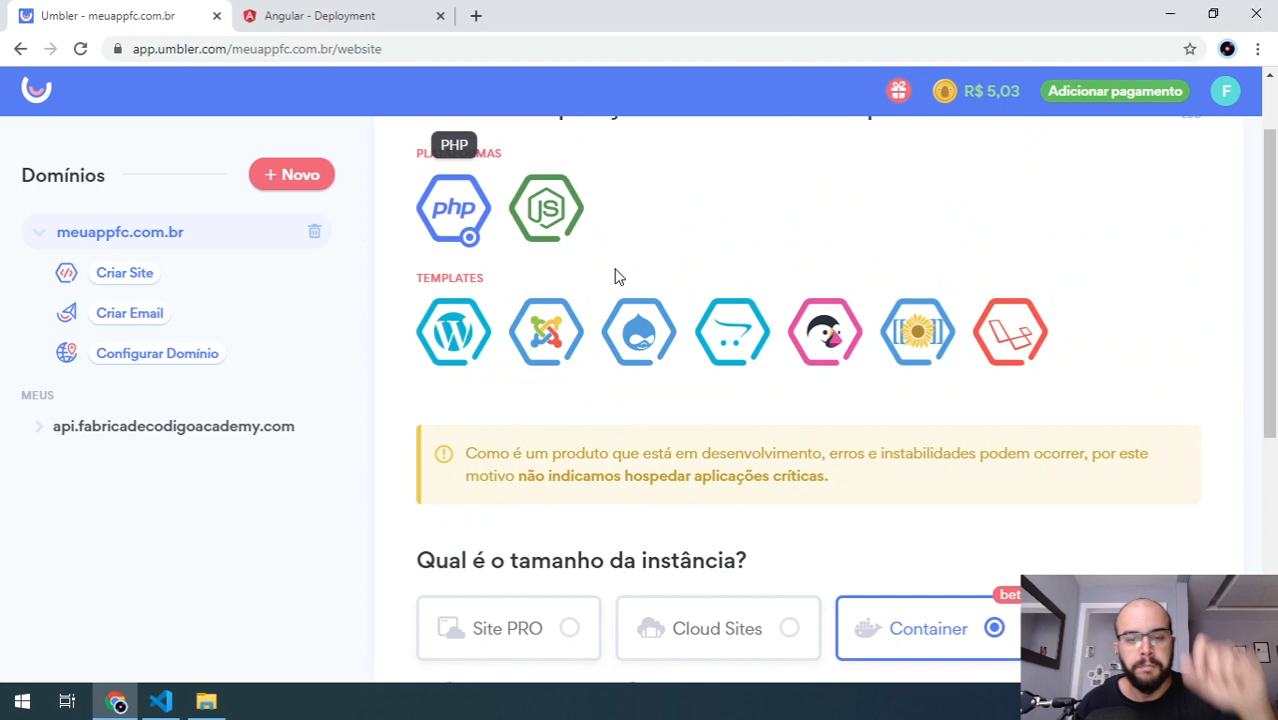 Umbler - meuappfc.com.br
Angular - Deployment
app.umbler.com/meuappfc.com.br/website
R$ 5,03
Adicionar pagamento
F
Domínios
+ Novo
meuappfc.com.br
Criar Site
Criar Email
Configurar Domínio
MEUS
api.fabricadecodigoacademy.com
PHP
php
JS
TEMPLATES
Como é um produto que está em desenvolvimento, erros e instabilidades podem ocorrer, por este
motivo não indicamos hospedar aplicações críticas.
Qual é o tamanho da instância?
Site PRO
Cloud Sites
Container